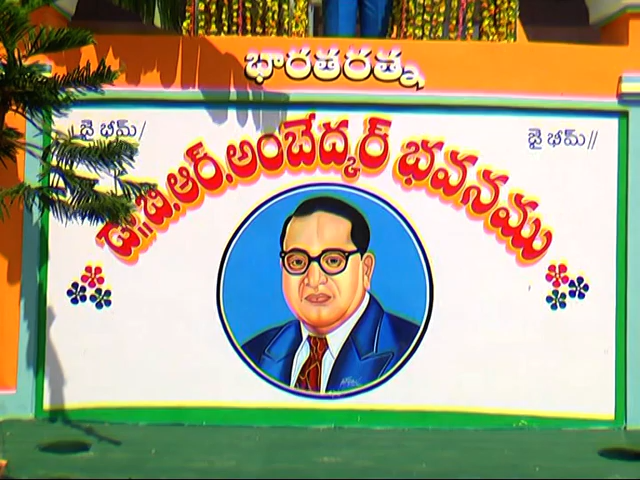 భారతరత్న
జై భీమ్/
జై భీమ్//
డా॥ బి.ఆర్.అంబేద్కర్ భవనము